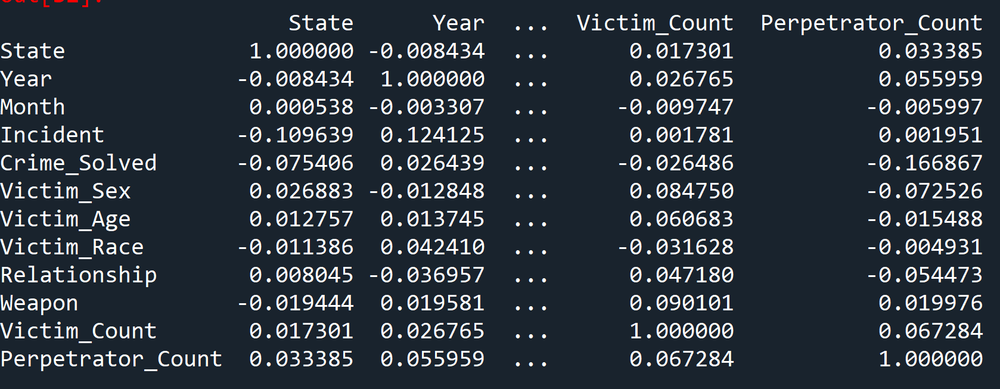 State Year ... Victim_Count Perpetrator_Count
State 1.000000 -0.008434 ... 0.017301 0.033385
Year -0.008434 1.000000 ... 0.026765 0.055959
Month 0.000538 -0.003307 ... -0.009747 -0.005997
Incident -0.109639 0.124125 ... 0.001781 0.001951
Crime_Solved -0.075406 0.026439 ... -0.026486 -0.166867
Victim_Sex 0.026883 -0.012848 ... 0.084750 -0.072526
Victim_Age 0.012757 0.013745 ... 0.060683 -0.015488
Victim_Race -0.011386 0.042410 ... -0.031628 -0.004931
Relationship 0.008045 -0.036957 ... 0.047180 -0.054473
Weapon -0.019444 0.019581 ... 0.090101 0.019976
Victim_Count 0.017301 0.026765 ... 1.000000 0.067284
Perpetrator_Count 0.033385 0.055959 ... 0.067284 1.000000